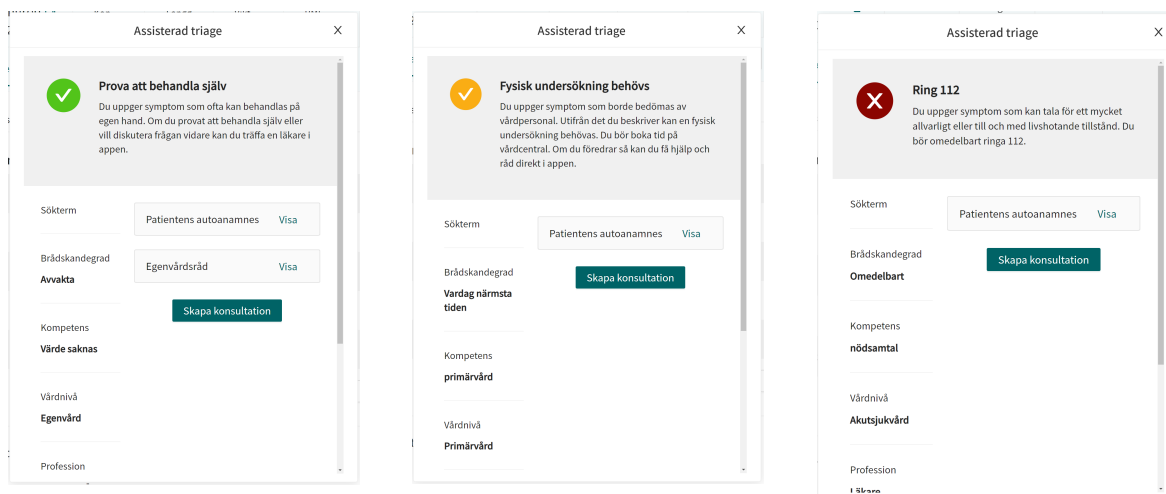 Assisterad triage
X
Prova att behandla själv
Du uppger symptom som ofta kan behandlas på
egen hand. Om du provat att behandla själv eller
vill diskutera frågan vidare kan du träffa en läkare i
appen.
Sökterm
Patientens autoanamnes Visa
Brådskandegrad
Avvakta
Egenvårdsråd Visa
Skapa konsultation
Kompetens
Värde saknas
Vårdnivå
Egenvård
Profession
Assisterad triage
X
Fysisk undersökning behövs
Du uppger symptom som borde bedömas av
vårdpersonal. Utifrån det du beskriver kan en fysisk
undersökning behövas. Du bör boka tid på
vårdcentral. Om du föredrar så kan du få hjälp och
råd direkt i appen.
Sökterm
Patientens autoanamnes Visa
Brådskandegrad
Vardag närmsta
tiden
Skapa konsultation
Kompetens
primärvård
Vårdnivå
Primärvård
Assisterad triage
X
Ring 112
Du uppger symptom som kan tala för ett mycket
allvarligt eller till och med livshotande tillstånd. Du
bör omedelbart ringa 112.
Sökterm
Patientens autoanamnes Visa
Brådskandegrad
Omedelbart
Skapa konsultation
Kompetens
nödsamtal
Vårdnivå
Akutsjukvård
Profession
Läkare